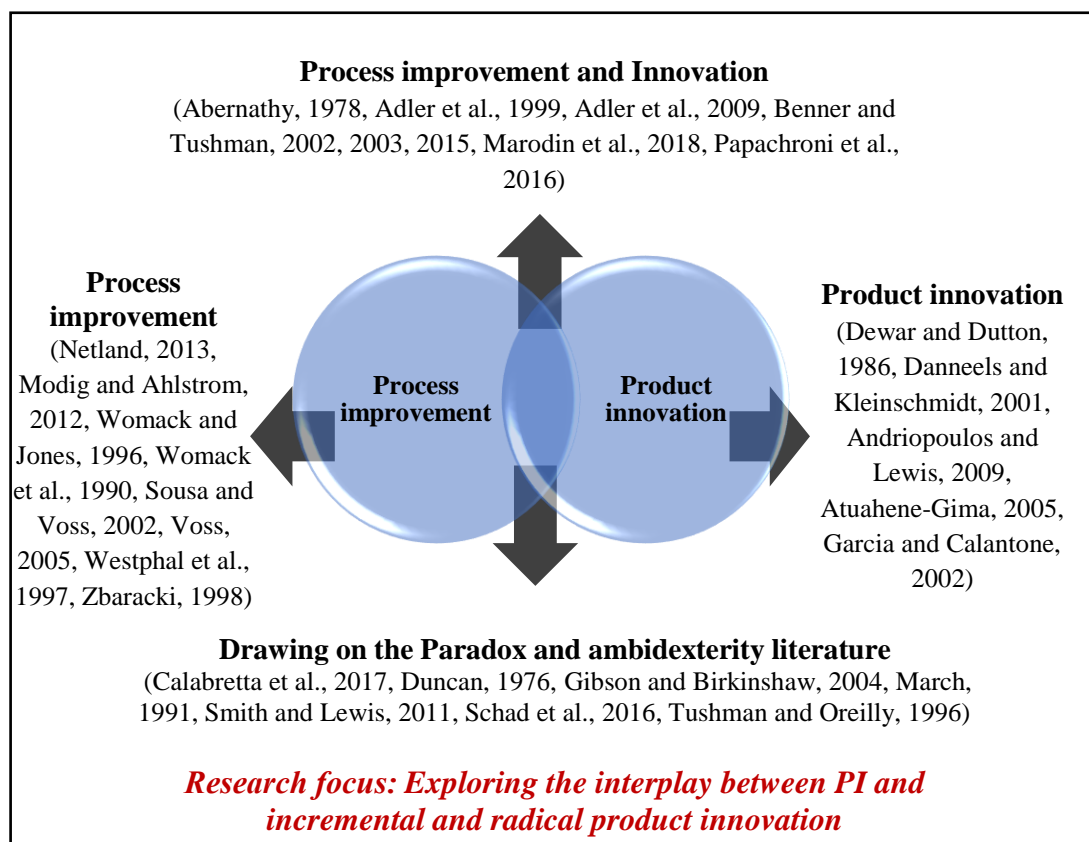 Process improvement and Innovation
(Abernathy, 1978, Adler et al., 1999, Adler et al., 2009, Benner and
Tushman, 2002, 2003, 2015, Marodin et al., 2018, Papachroni et al.,
2016)
Process
improvement
(Netland, 2013,
Modig and Ahlstrom,
2012, Womack and
Jones, 1996, Womack
et al., 1990, Sousa and
Voss, 2002, Voss,
2005, Westphal et al.,
1997, Zbaracki, 1998)
Process
improvement
Product
innovation
Product innovation
(Dewar and Dutton,
1986, Danneels and
Kleinschmidt, 2001,
Andriopoulos and
Lewis, 2009,
Atuahene-Gima, 2005,
Garcia and Calantone,
2002)
Drawing on the Paradox and ambidexterity literature
(Calabretta et al., 2017, Duncan, 1976, Gibson and Birkinshaw, 2004, March,
1991, Smith and Lewis, 2011, Schad et al., 2016, Tushman and Oreilly, 1996)
Research focus: Exploring the interplay between PI and
incremental and radical product innovation